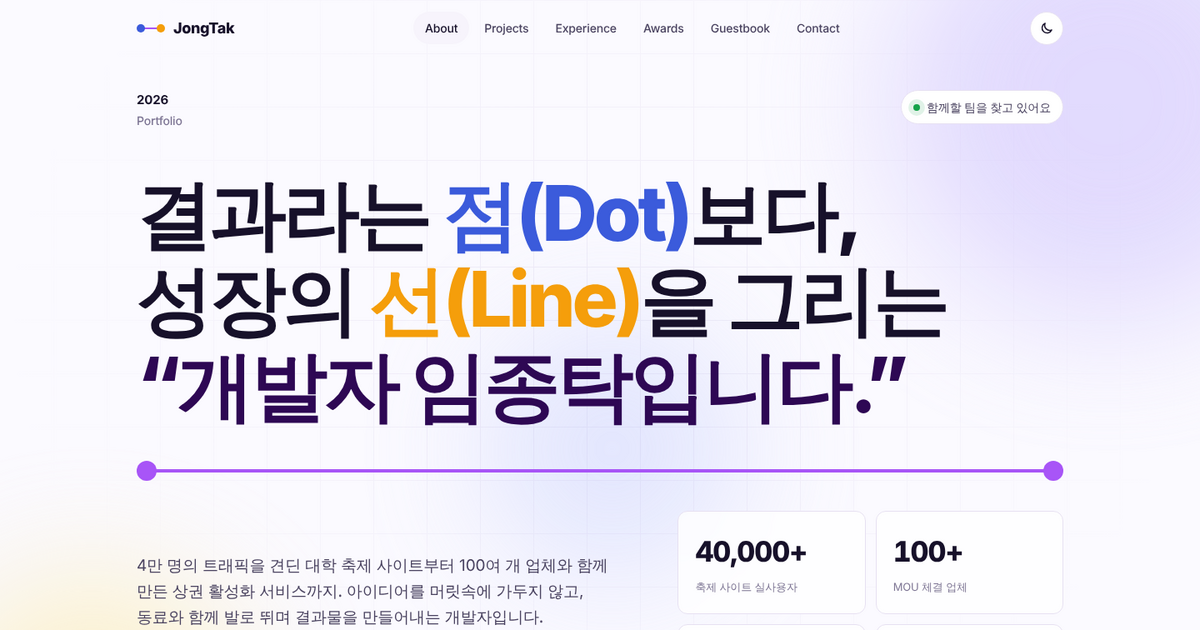 JongTak
About
Projects
Experience
Awards
Guestbook
Contact
2026
Portfolio
함께할 팀을 찾고 있어요
결과라는 점(Dot)보다,
성장의 선(Line)을 그리는
“개발자 임종탁입니다.”
4만 명의 트래픽을 견딘 대학 축제 사이트부터 100여 개 업체와 함께
만든 상권 활성화 서비스까지. 아이디어를 머릿속에 가두지 않고,
동료와 함께 발로 뛰며 결과물을 만들어내는 개발자입니다.
40,000+
축제 사이트 실사용자
100+
MOU 체결 업체